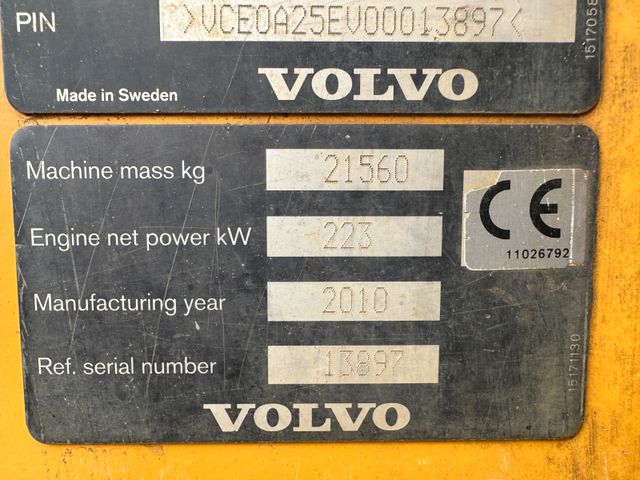 PIN >VCE0A25EV00013897<
Made in Sweden VOLVO
1517058
Machine mass kg 21560
Engine net power kW 223
CE
11026792
Manufacturing year 2010
Ref. serial number 13897
15171130
VOLVO